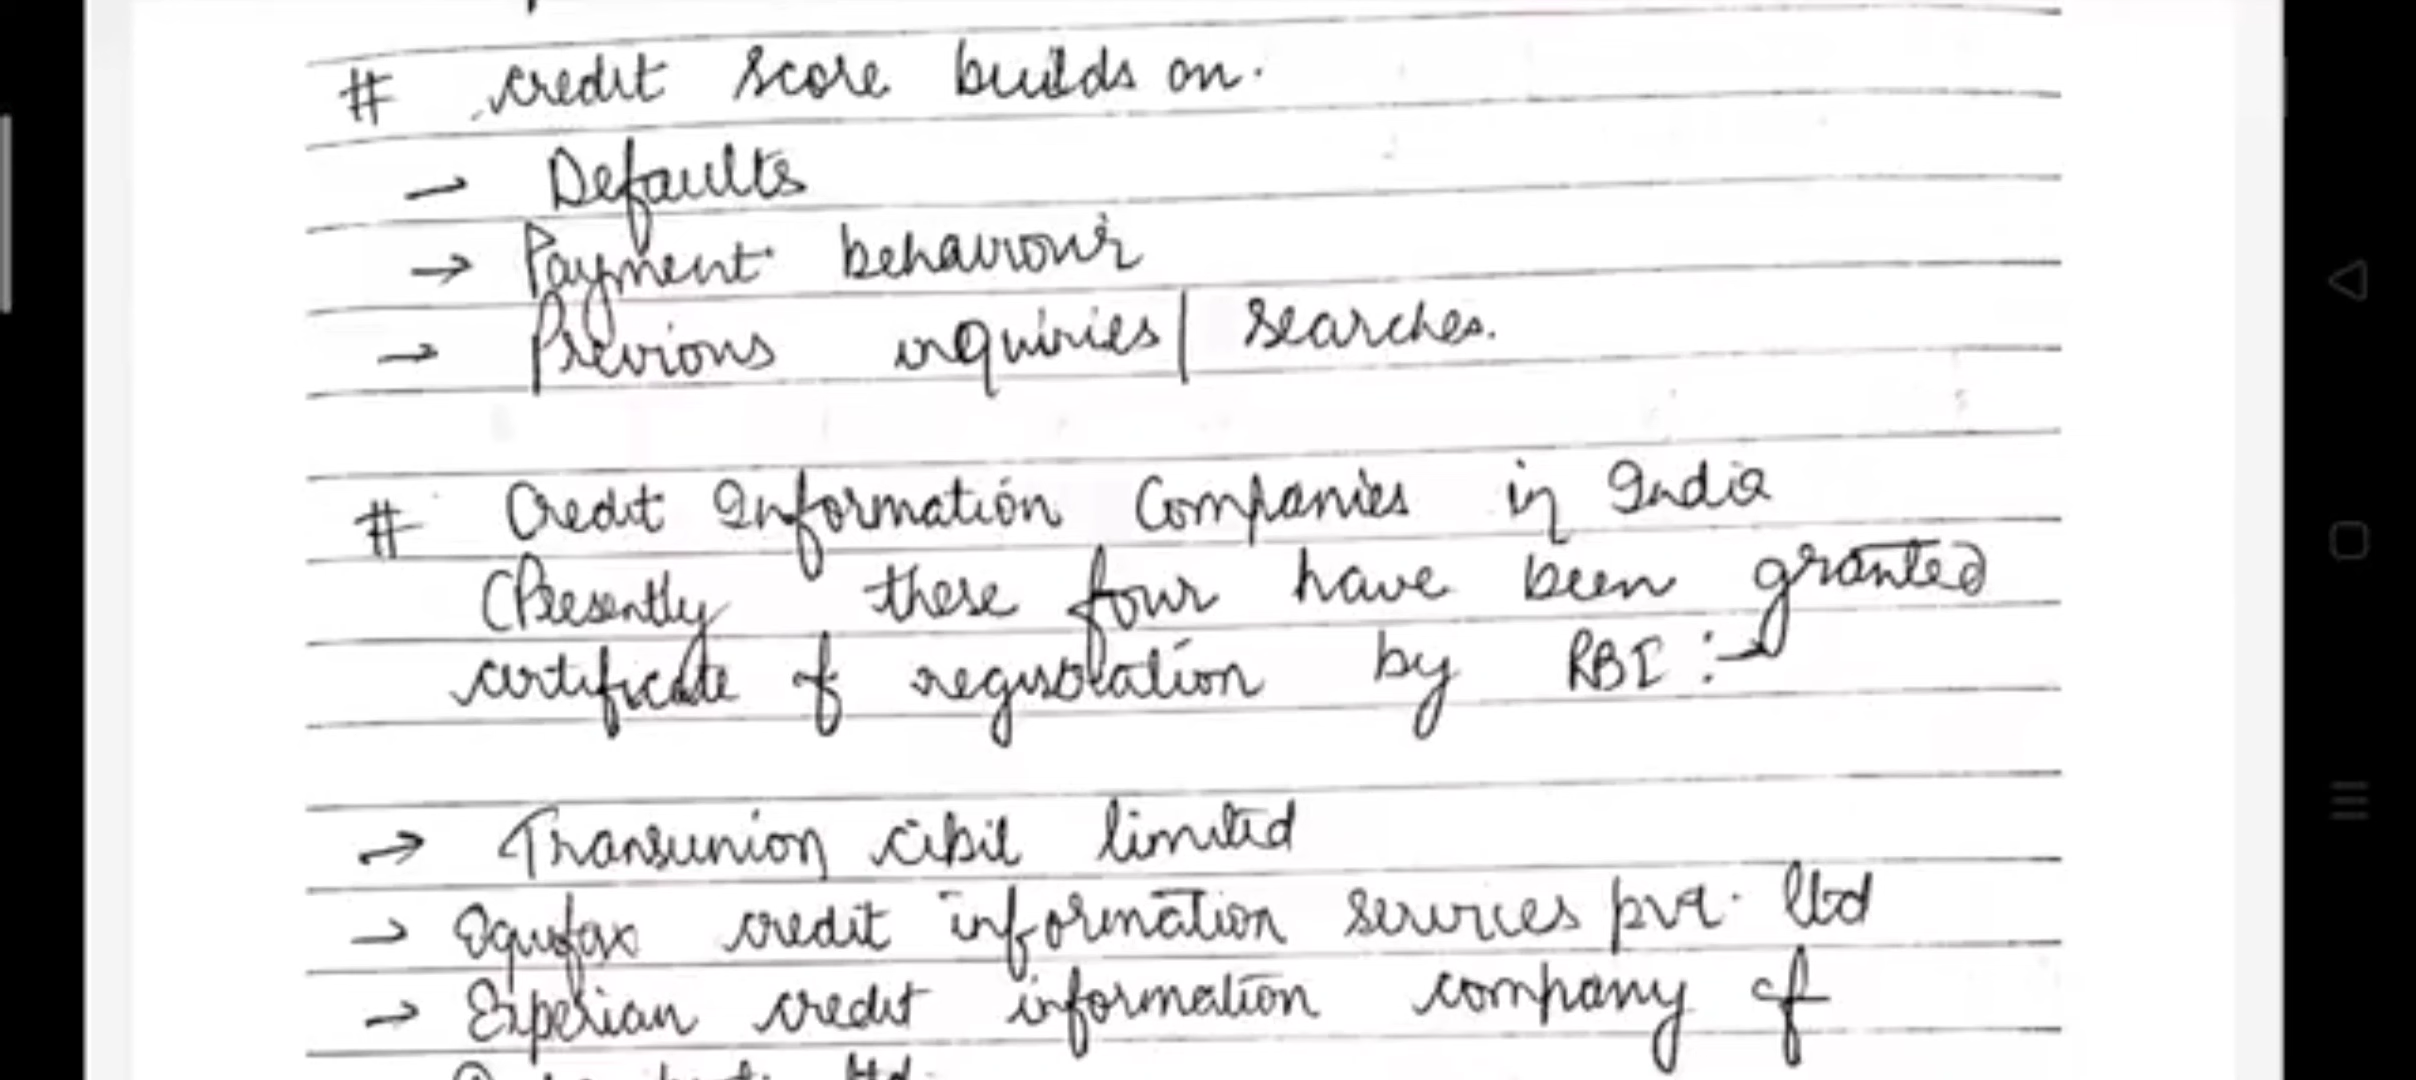 # credit score builds on.
→ Defaults
→ Payment behaviour
→ Previous inquiries/ searches.
# Credit Information Companies in India
(Presently these four have been granted
certificate of registration by RBI :→
→ Transunion cibil limited
→ Equifax credit information services pvt. ltd
→ Experian credit information company of
ltd.